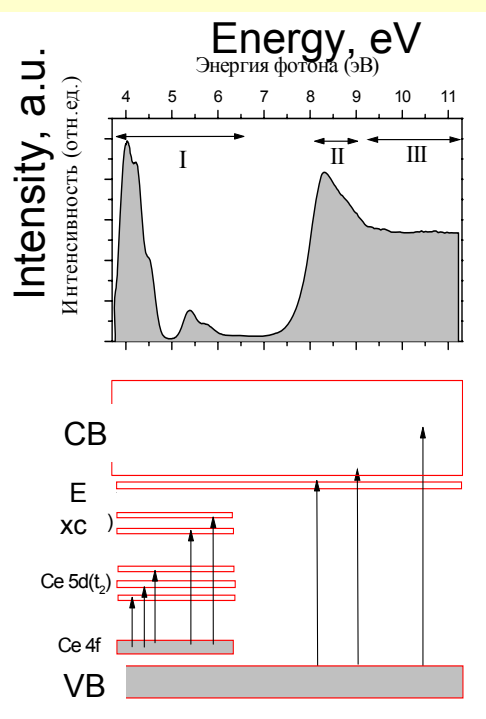 Energy, eV
Энергия фотона (эВ)
4 5 6 7 8 9 10 11
Intensity, a.u.
Интенсивность (отн.ед.)
I
II
III
CB
E
xc )
Ce 5d(t2)
Ce 4f
VB